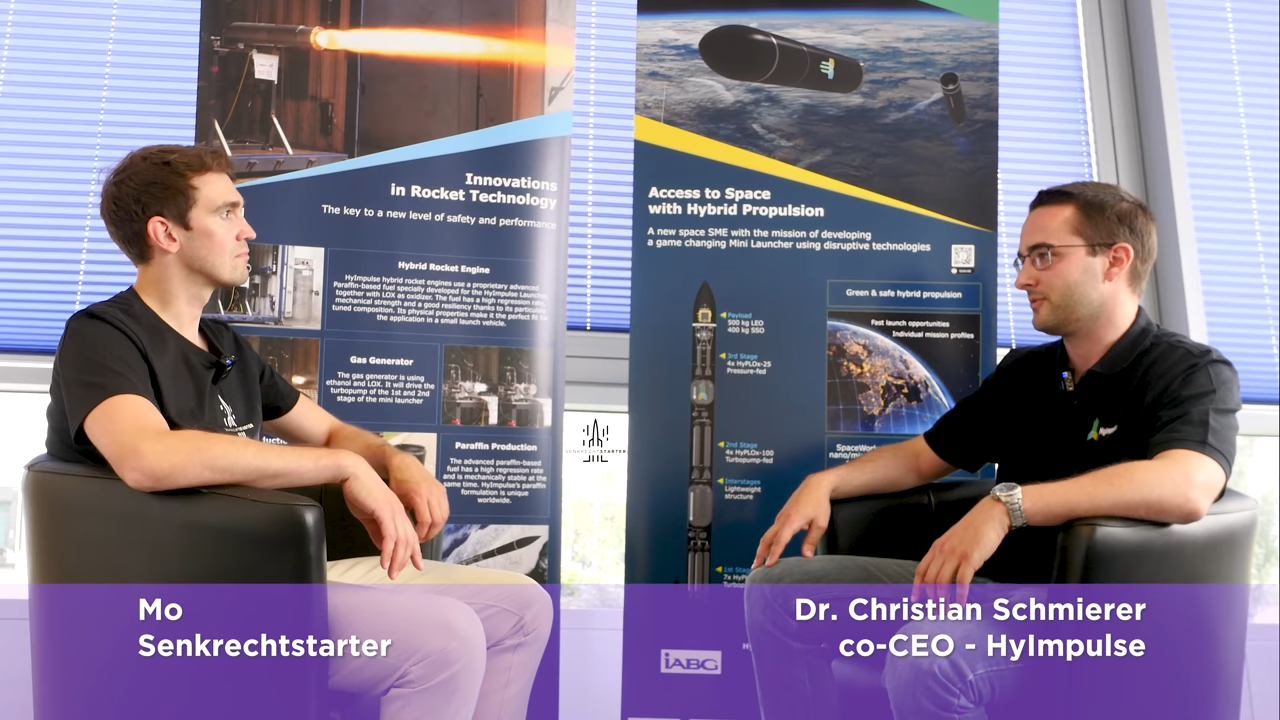 Innovations
in Rocket Technology
The key to a new level of safety and performance
Hybrid Rocket Engine
HyImpulse hybrid rocket engines use a proprietary advanced
Paraffin-based fuel specially developed for the HyImpulse Launcher
together with LOX as oxidizer. The fuel has a high regression rate,
mechanical strength and a good resiliency thanks to its particularly
tuned composition. Its physical properties make it the perfect fit for
the application in a small launch vehicle.
Gas Generator
The gas generator is using
ethanol and LOX. It will drive the
turbopump of the 1st and 2nd
stage of the mini launcher
Paraffin Production
The advanced paraffin-based
fuel has a high regression rate
and is mechanically stable at the
same time. HyImpulse's paraffin
formulation is unique
worldwide.
SENKRECHTSTARTER
Access to Space
with Hybrid Propulsion
A new space SME with the mission of developing
a game changing Mini Launcher using disruptive technologies
Payload
500 kg LEO
400 kg SSO
3rd Stage
4x HyPLOx-25
Pressure-fed
2nd Stage
4x HyPLOx-100
Turbopump-fed
Interstages
Lightweight
structure
1st Stage
Green & safe hybrid propulsion
Fast launch opportunities
Individual mission profiles
iABG
Mo
Senkrechtstarter
Dr. Christian Schmierer
co-CEO - HyImpulse